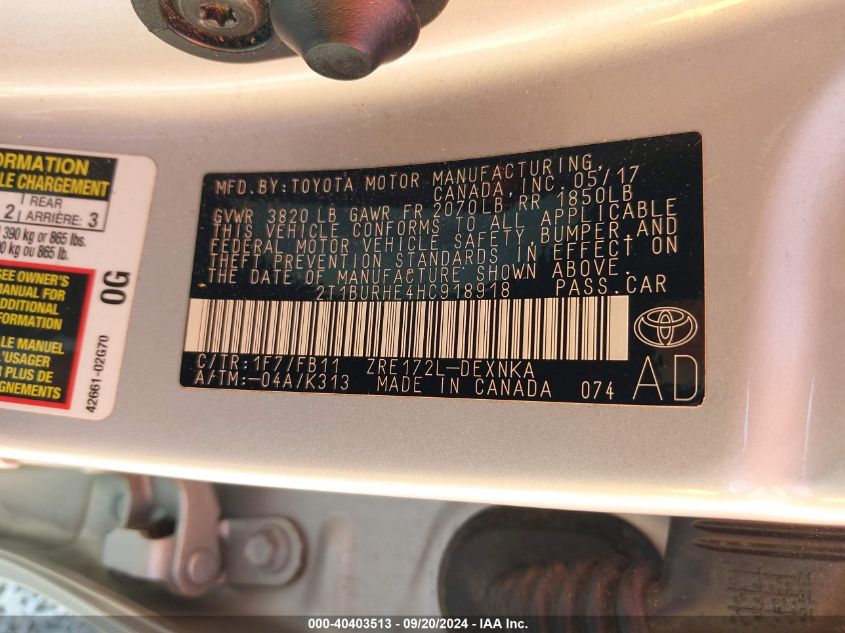 ORMATION
LE CHARGEMENT
2 REAR
ARRIÈRE: 3
390 kg or 865 lbs.
0 kg ou 865 lb.
SEE OWNER'S
MANUAL FOR
ADDITIONAL
INFORMATION
LE MANUEL
L'USAGER
R PLUS DE
SEIGNEMENTS
0G
42661-02G70
MFD.BY:TOYOTA MOTOR MANUFACTURING,
CANADA,INC. 05/17
GVWR 3820 LB GAWR FR 2070LB,RR 1850LB
THIS VEHICLE CONFORMS TO ALL APPLICABLE
FEDERAL MOTOR VEHICLE SAFETY,BUMPER,AND
THEFT PREVENTION STANDARDS IN EFFECT ON
THE DATE OF MANUFACTURE SHOWN ABOVE.
2T1BURHE4HC918918 PASS.CAR
C/TR:1F7/FB11 ZRE172L-DEXNKA
A/TM:-04A/K313 MADE IN CANADA 074 AD
000-40403513 - 09/20/2024 - IAA Inc.